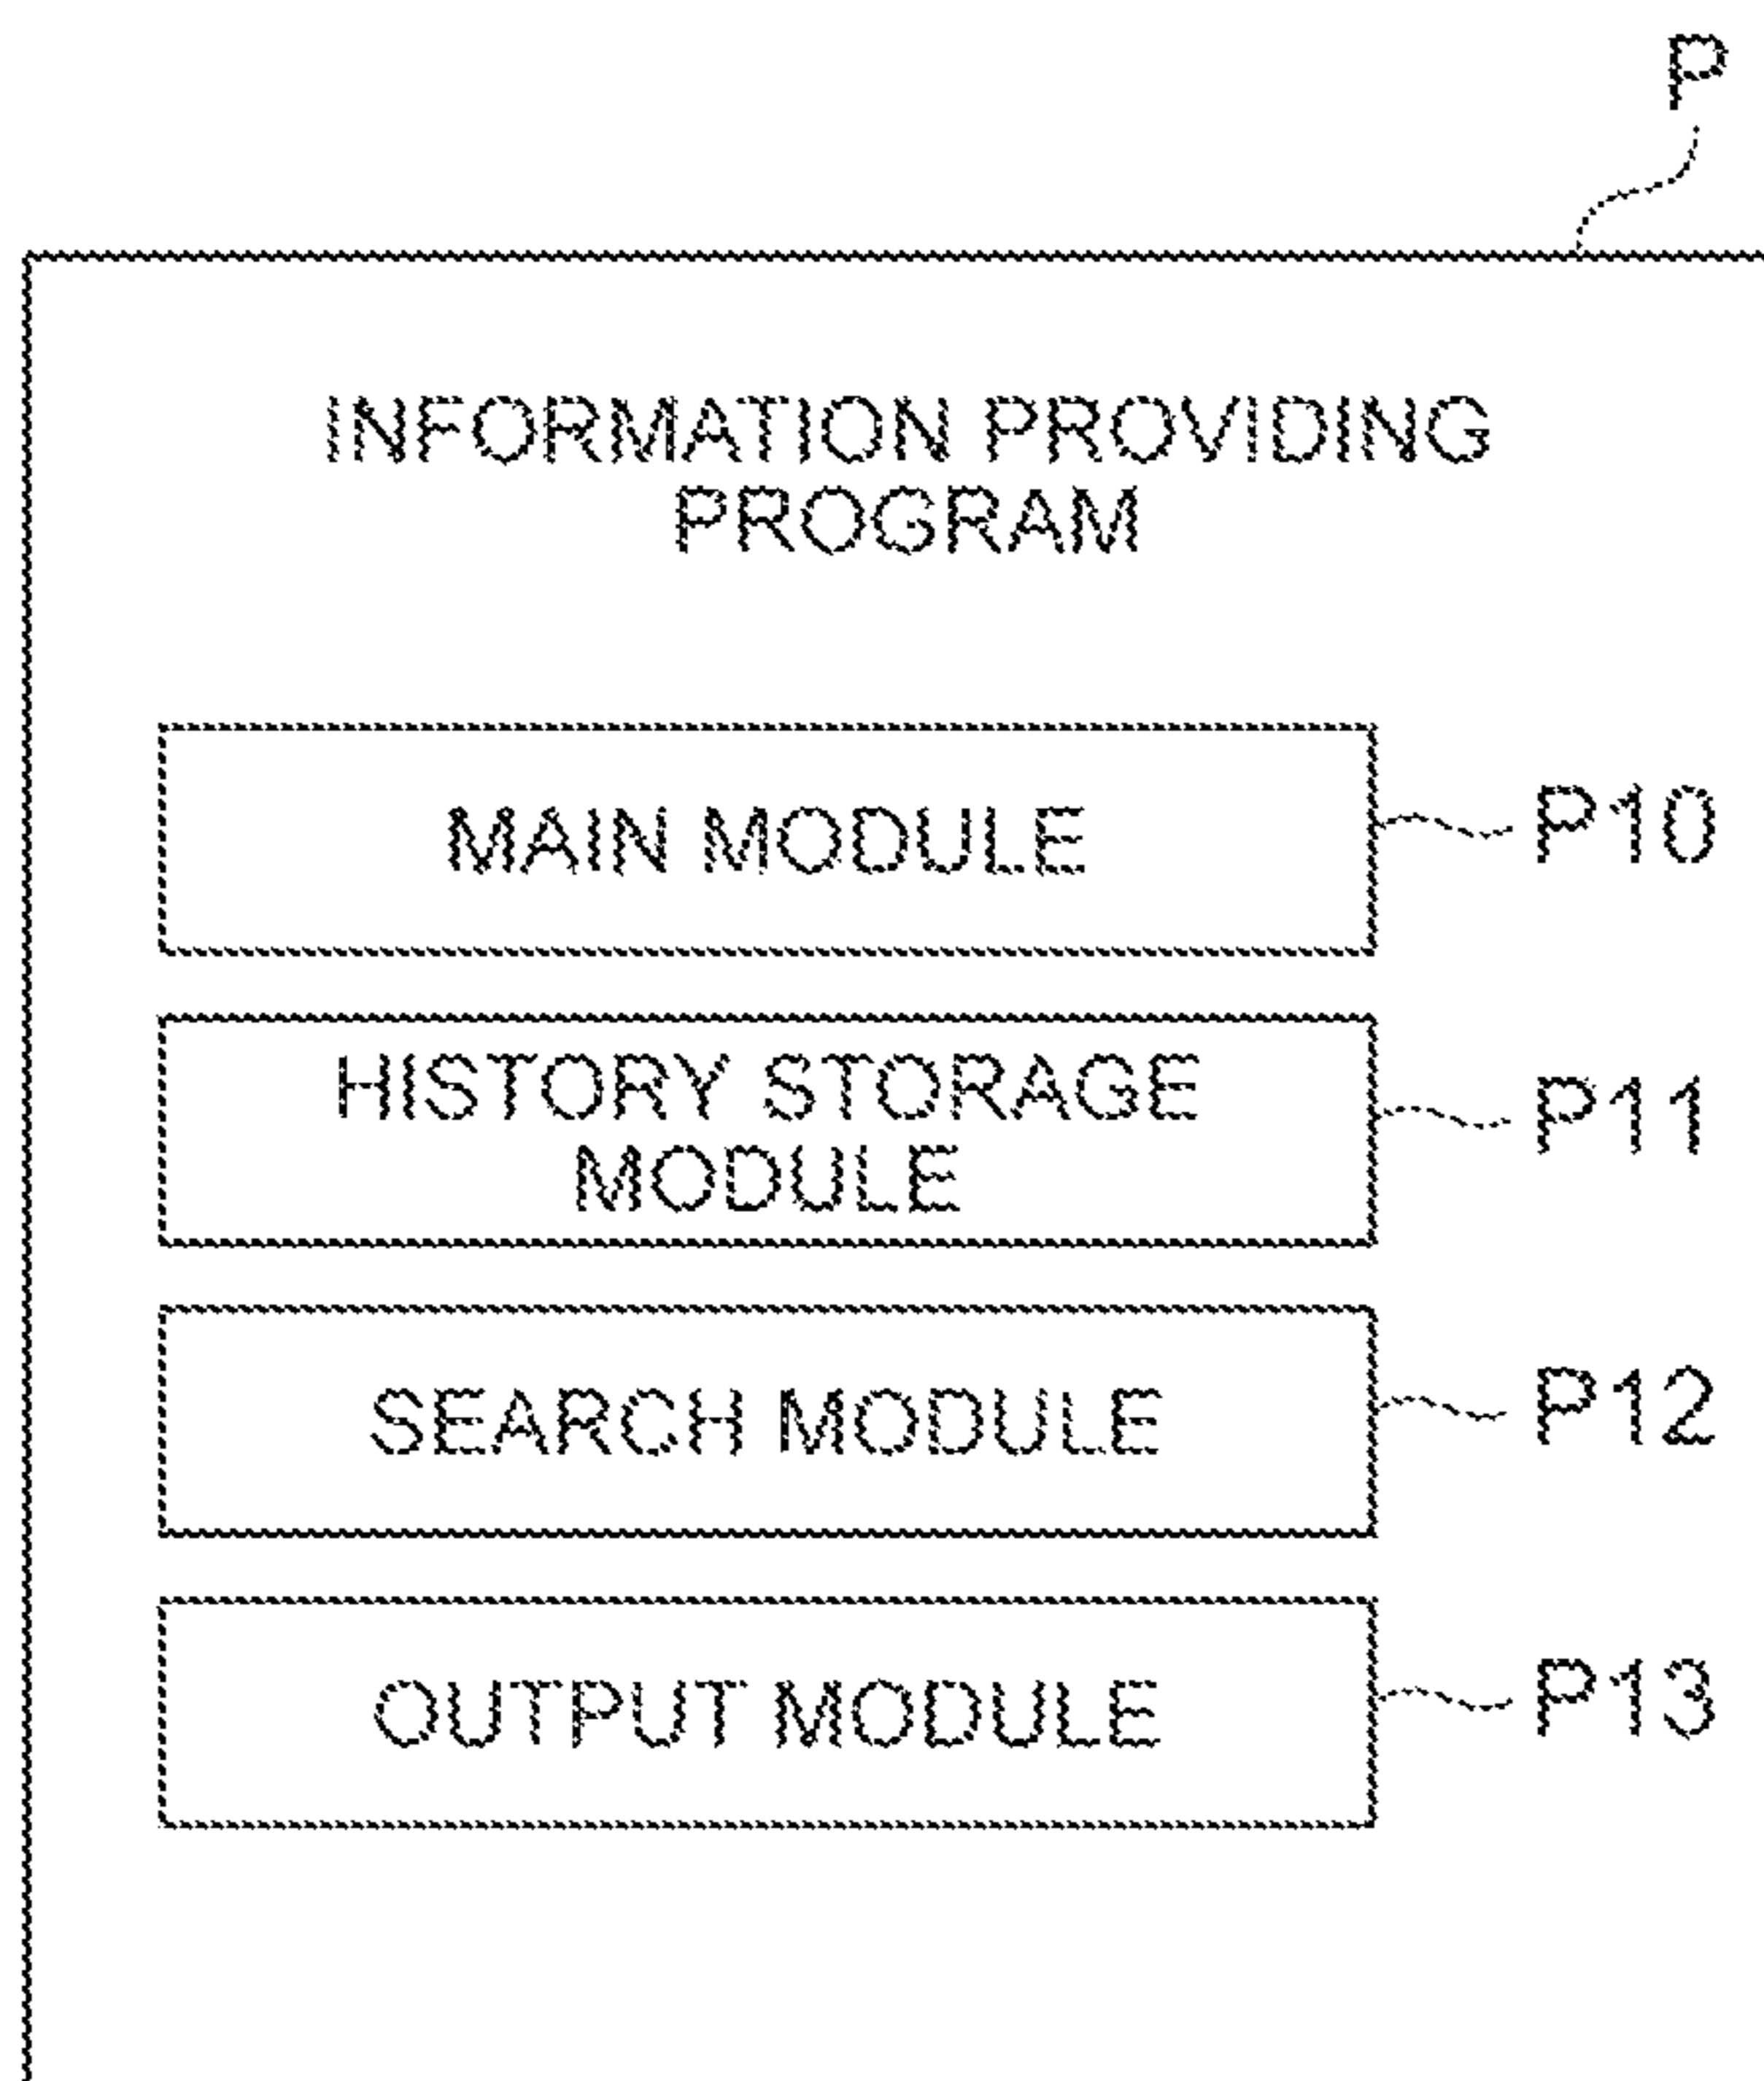 P
INFORMATION PROVIDING
PROGRAM
MAIN MODULE
P10
HISTORY STORAGE
MODULE
P11
SEARCH MODULE
P12
OUTPUT MODULE
P13